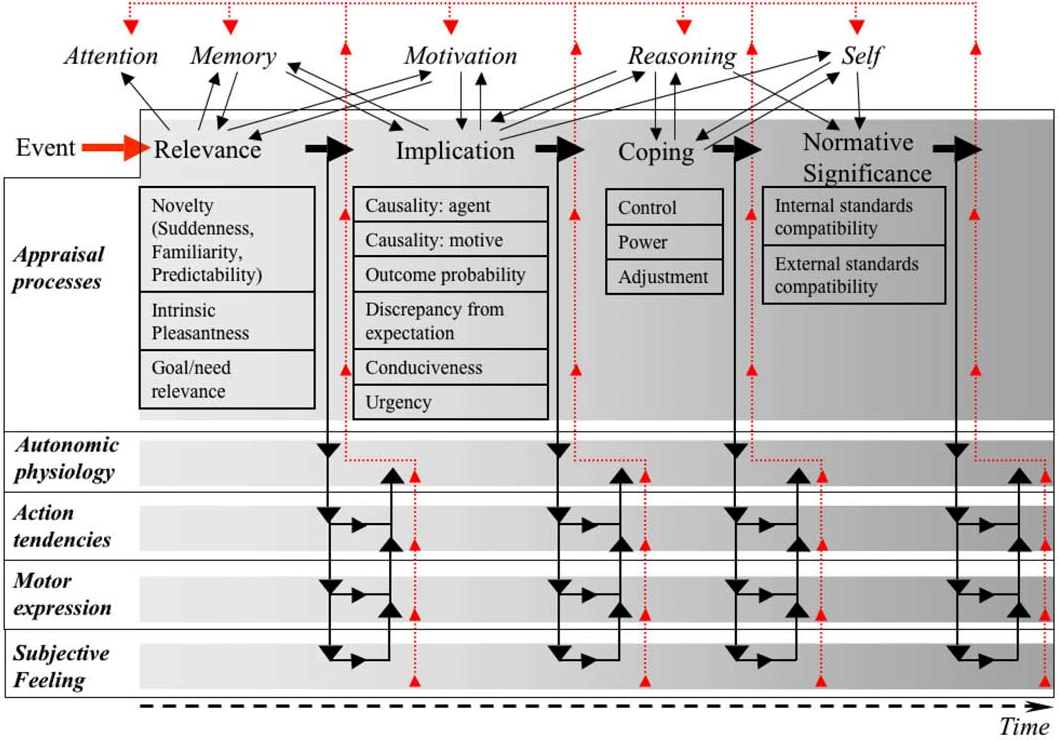 Attention Memory Motivation Reasoning Self
Event Relevance Implication Coping Normative
Significance
Appraisal
processes
Novelty
(Suddenness,
Familiarity,
Predictability)
Intrinsic
Pleasantness
Goal/need
relevance
Causality: agent
Causality: motive
Outcome probability
Discrepancy from
expectation
Conduciveness
Urgency
Control
Power
Adjustment
Internal standards
compatibility
External standards
compatibility
Autonomic
physiology
Action
tendencies
Motor
expression
Subjective
Feeling
Time